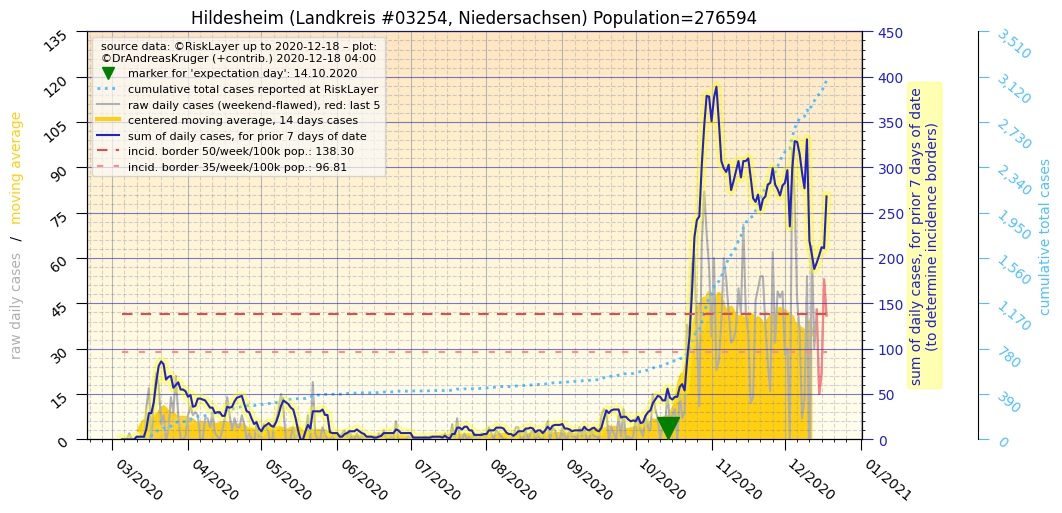 Hildesheim (Landkreis #03254, Niedersachsen) Population=276594
source data: ©RiskLayer up to 2020-12-18 – plot:
©DrAndreasKruger (+contrib.) 2020-12-18 04:00
marker for 'expectation day': 14.10.2020
cumulative total cases reported at RiskLayer
raw daily cases (weekend-flawed), red: last 5
centered moving average, 14 days cases
sum of daily cases, for prior 7 days of date
incid. border 50/week/100k pop.: 138.30
incid. border 35/week/100k pop.: 96.81
raw daily cases / moving average
135
120
105
90
75
60
45
30
15
0
03/2020
04/2020
05/2020
06/2020
07/2020
08/2020
09/2020
10/2020
11/2020
12/2020
01/2021
450
400
350
300
250
200
150
100
50
0
sum of daily cases, for prior 7 days of date
(to determine incidence borders)
3,510
3,120
2,730
2,340
1,950
1,560
1,170
780
390
0
cumulative total cases